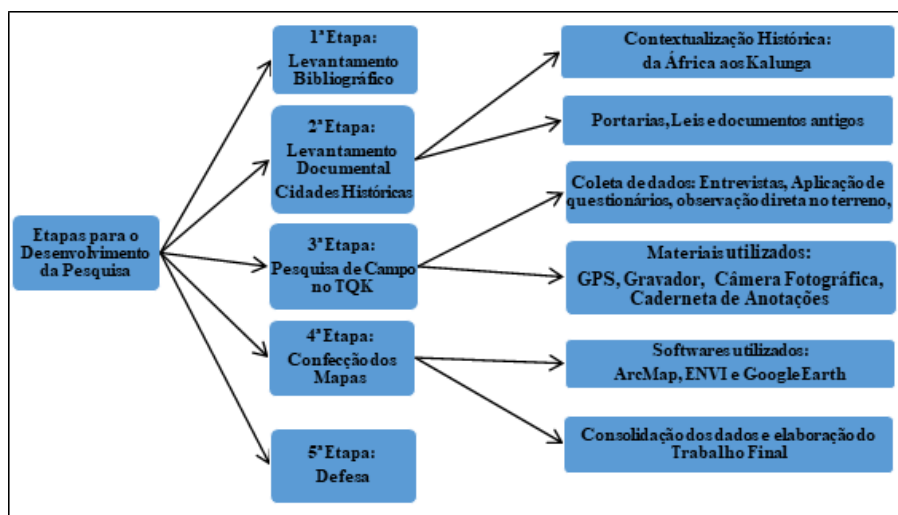 Etapas para o
Desenvolvimento
da Pesquisa
1ª Etapa:
Levantamento
Bibliográfico
2ª Etapa:
Levantamento
Documental
Cidades Históricas
3ª Etapa:
Pesquisa de Campo
no TQK
4ª Etapa:
Confecção dos
Mapas
5ª Etapa:
Defesa
Contextualização Histórica:
da África aos Kalunga
Portarias, Leis e documentos antigos
Coleta de dados: Entrevistas, Aplicação de
questionários, observação direta no terreno,
Materiais utilizados:
GPS, Gravador, Câmera Fotográfica,
Caderneta de Anotações
Softwares utilizados:
ArcMap, ENVI e Google Earth
Consolidação dos dados e elaboração do
Trabalho Final